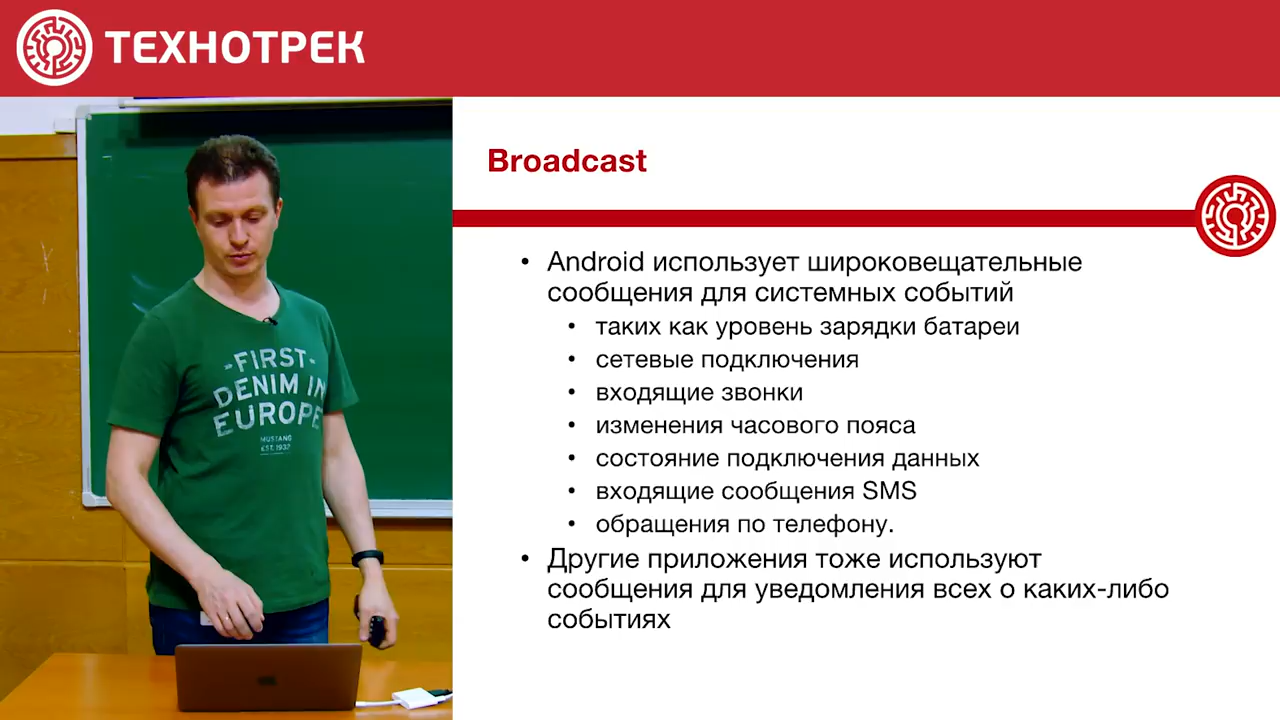 ТЕХНОТРЕК
Broadcast
• Android использует широковещательные
сообщения для системных событий
• таких как уровень зарядки батареи
• сетевые подключения
• входящие звонки
• изменения часового пояса
• состояние подключения данных
• входящие сообщения SMS
• обращения по телефону.
• Другие приложения тоже используют
сообщения для уведомления всех о каких-либо
событиях
-FIRST-
DENIM IN
EUROPE
MUSTANG
EST. 1932